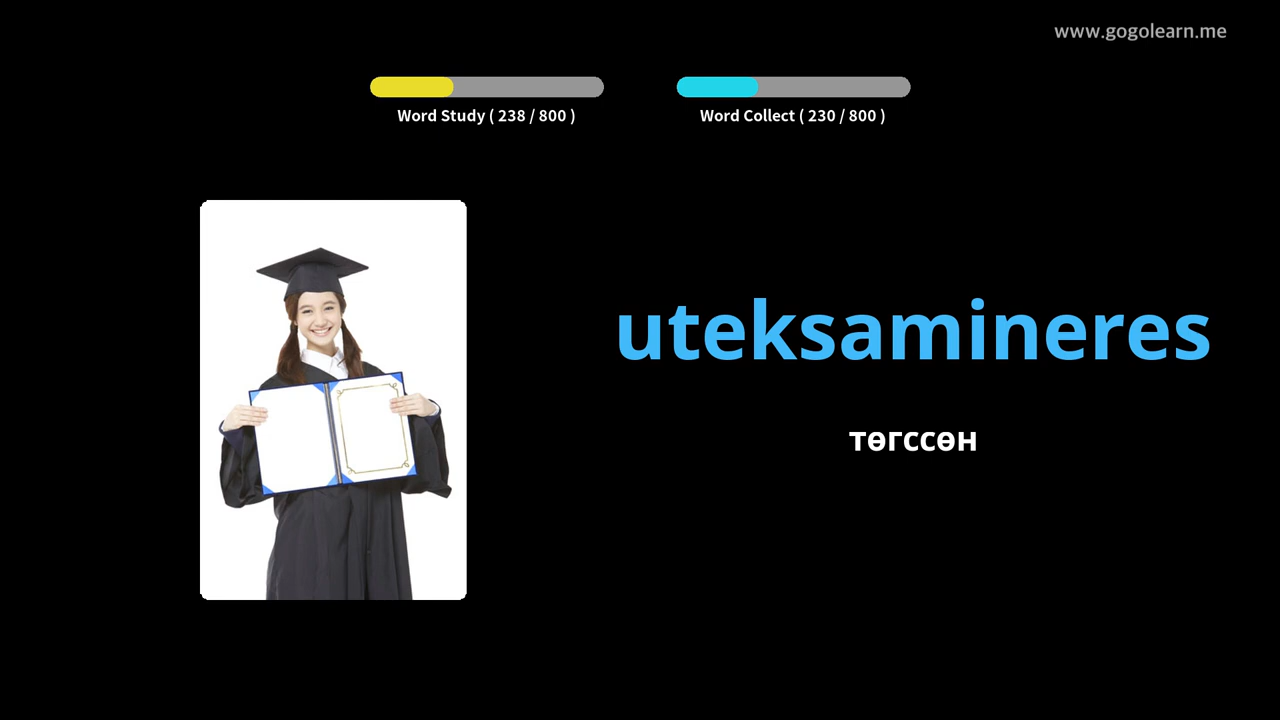 www.gogolearn.me
Word Study ( 238 / 800 )
Word Collect ( 230 / 800 )
uteksamineres
төгссөн